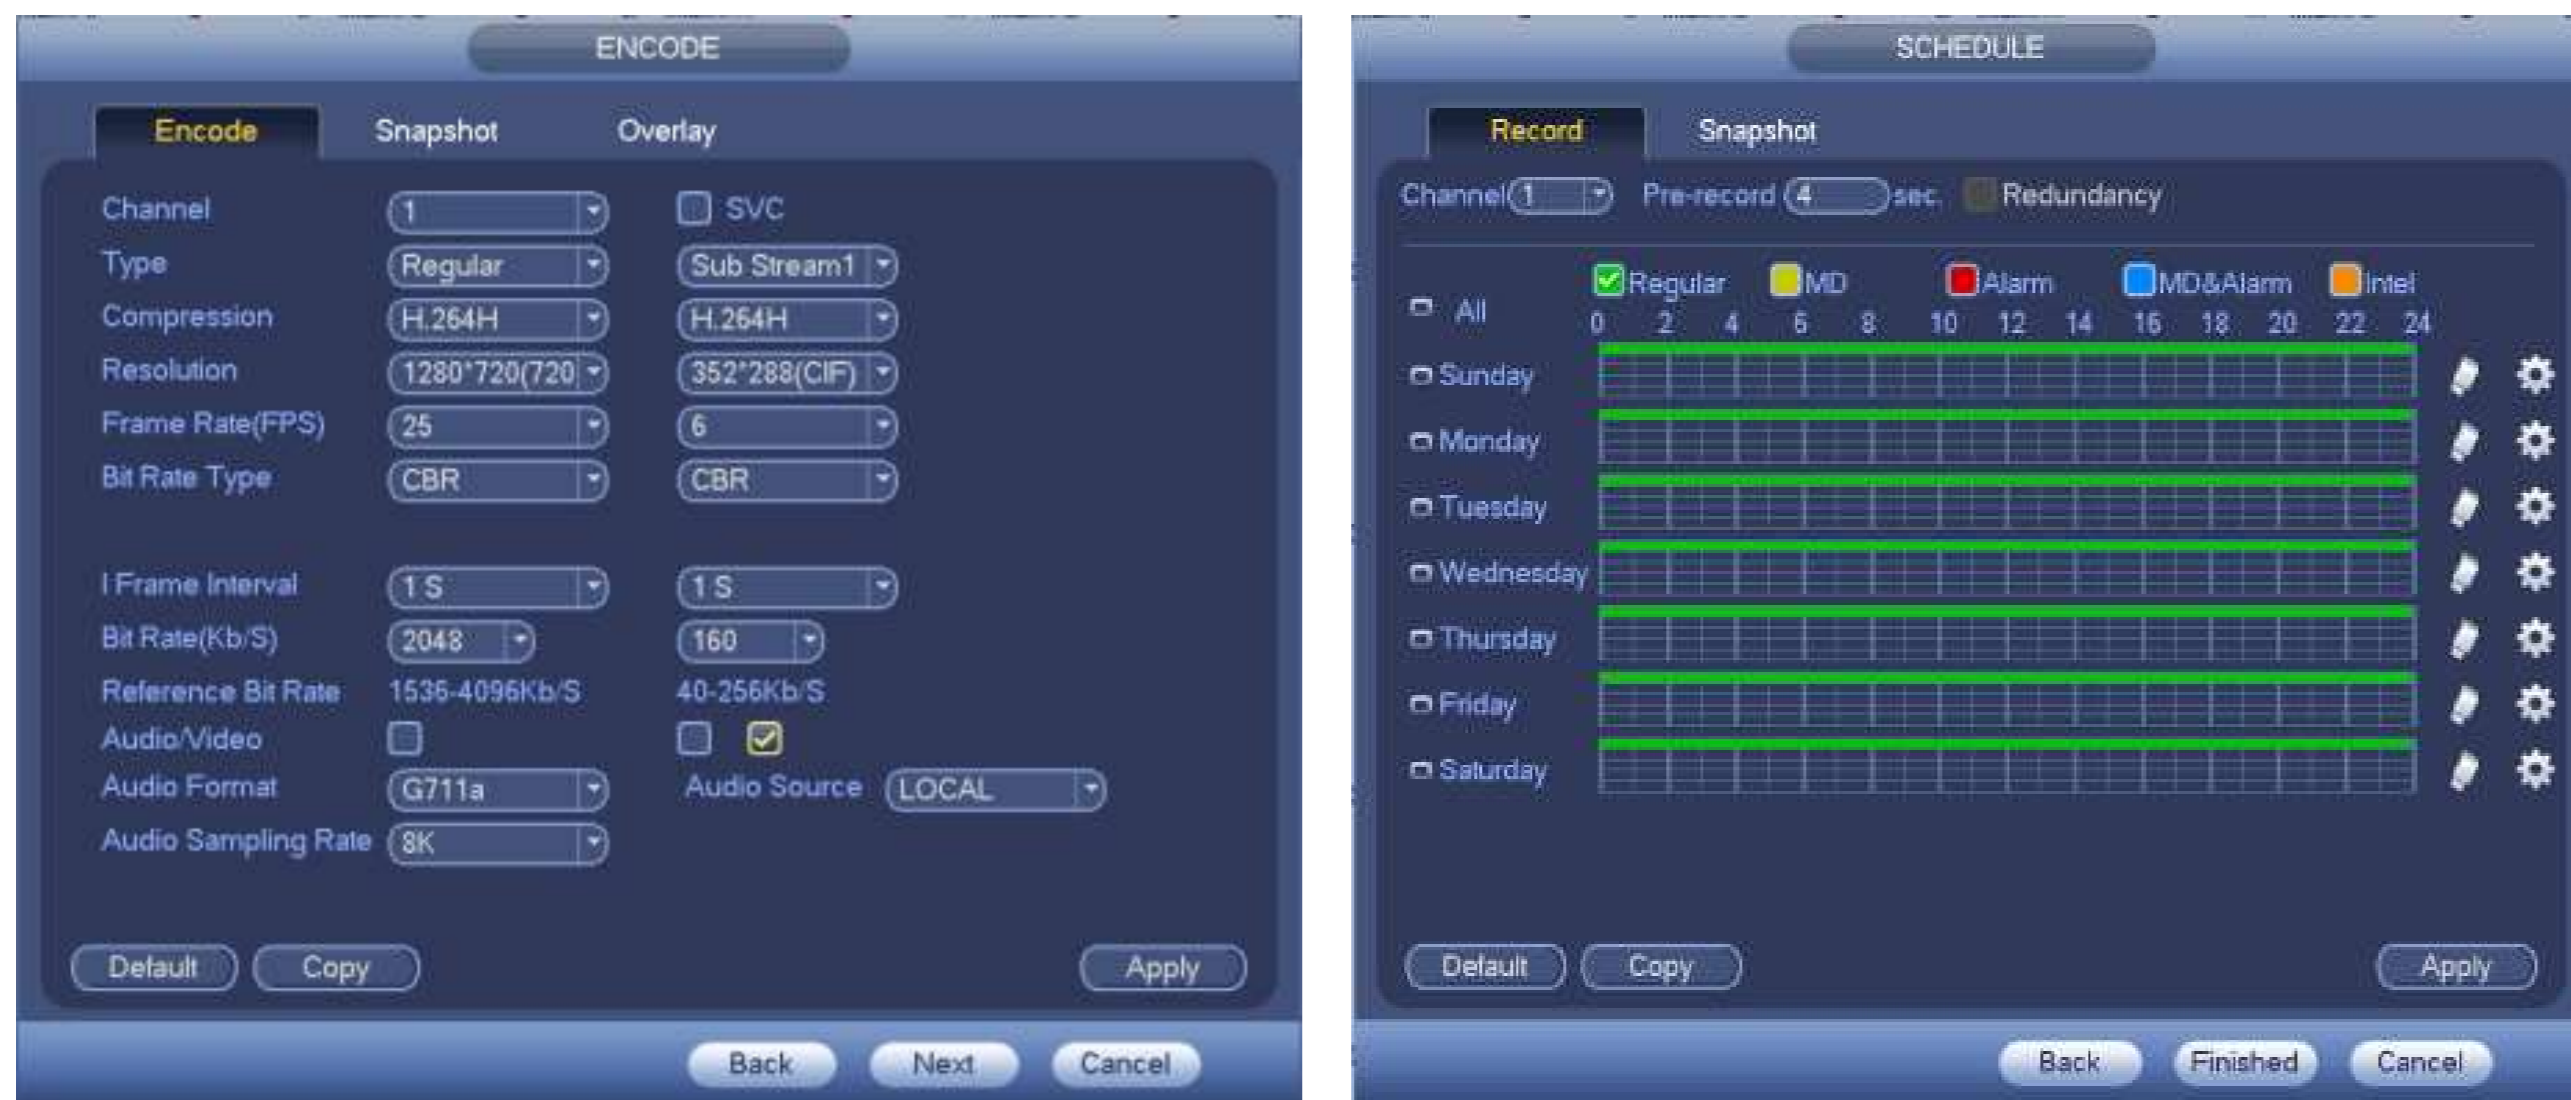 ENCODE
Encode Snapshot Overlay
Channel 1 SVC
Type Regular Sub Stream1
Compression H.264H H.264H
Resolution 1280*720(720 352*288(CIF)
Frame Rate(FPS) 25 6
Bit Rate Type CBR CBR
I Frame Interval 1 S 1 S
Bit Rate(Kb/S) 2048 160
Reference Bit Rate 1536-4096Kb/S 40-256Kb/S
Audio/Video
Audio Format G711a Audio Source LOCAL
Audio Sampling Rate 8K
Default Copy Apply
Back Next Cancel
SCHEDULE
Record Snapshot
Channel 1 Pre-record 4 sec. Redundancy
Regular MD Alarm MD&Alarm Intel
All 0 2 4 6 8 10 12 14 16 18 20 22 24
Sunday
Monday
Tuesday
Wednesday
Thursday
Friday
Saturday
Default Copy Apply
Back Finished Cancel